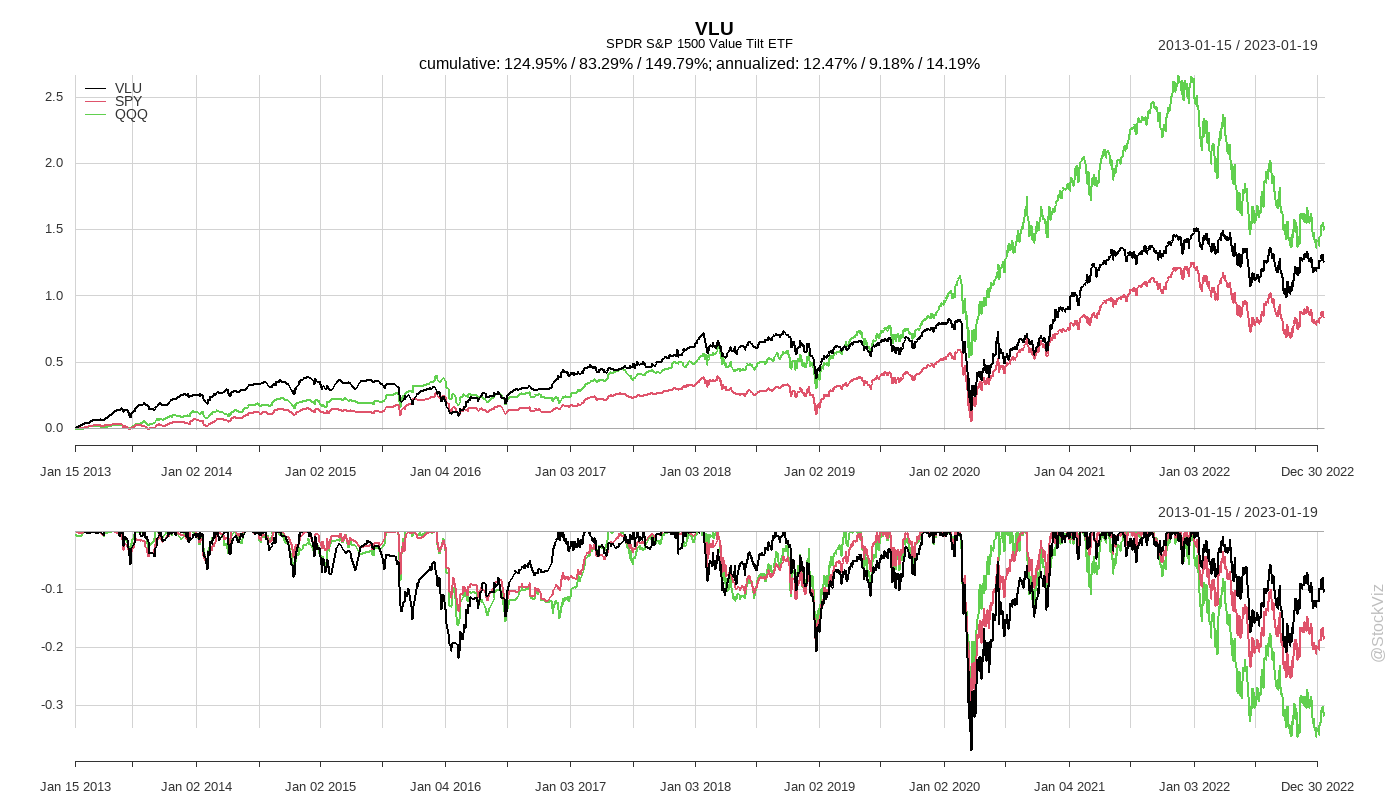 VLU
SPDR S&P 1500 Value Tilt ETF
2013-01-15 / 2023-01-19
cumulative: 124.95% / 83.29% / 149.79%; annualized: 12.47% / 9.18% / 14.19%
VLU
SPY
QQQ
2.5
2.0
1.5
1.0
0.5
0.0
Jan 15 2013 Jan 02 2014 Jan 02 2015 Jan 04 2016 Jan 03 2017 Jan 03 2018 Jan 02 2019 Jan 02 2020 Jan 04 2021 Jan 03 2022 Dec 30 2022
2013-01-15 / 2023-01-19
-0.1
-0.2
-0.3
@StockViz
Jan 15 2013 Jan 02 2014 Jan 02 2015 Jan 04 2016 Jan 03 2017 Jan 03 2018 Jan 02 2019 Jan 02 2020 Jan 04 2021 Jan 03 2022 Dec 30 2022